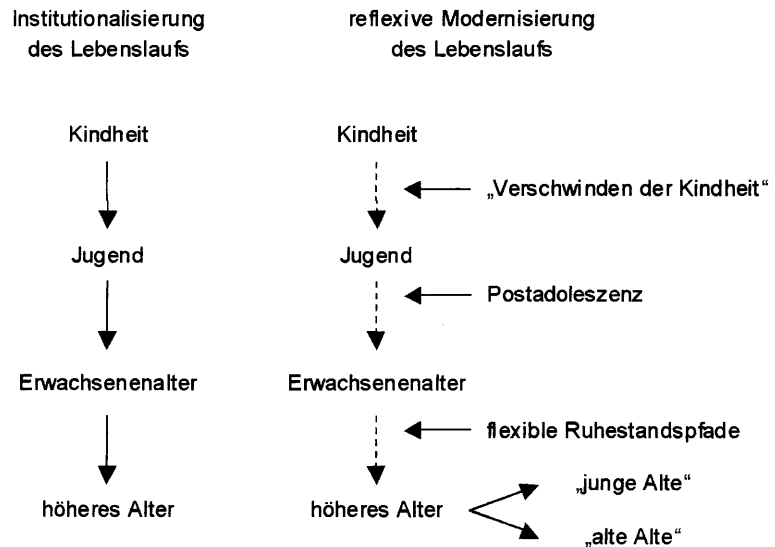 Institutionalisierung
des Lebenslaufs
reflexive Modernisierung
des Lebenslaufs
Kindheit
Kindheit
„Verschwinden der Kindheit“
Jugend
Jugend
Postadoleszenz
Erwachsenenalter
Erwachsenenalter
flexible Ruhestandspfade
höheres Alter
höheres Alter
„junge Alte“
„alte Alte“